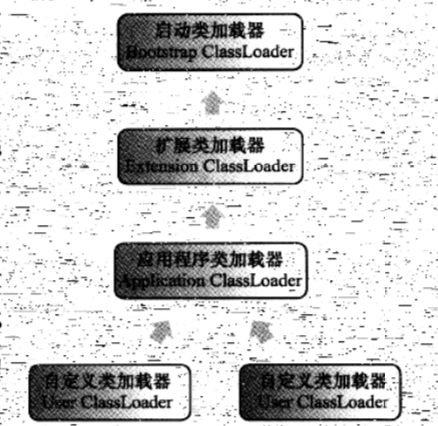 启动类加载器
Bootstrap ClassLoader
扩展类加载器
Extension ClassLoader
应用程序类加载器
Application ClassLoader
自定义类加载器
User ClassLoader
自定义类加载器
User ClassLoader